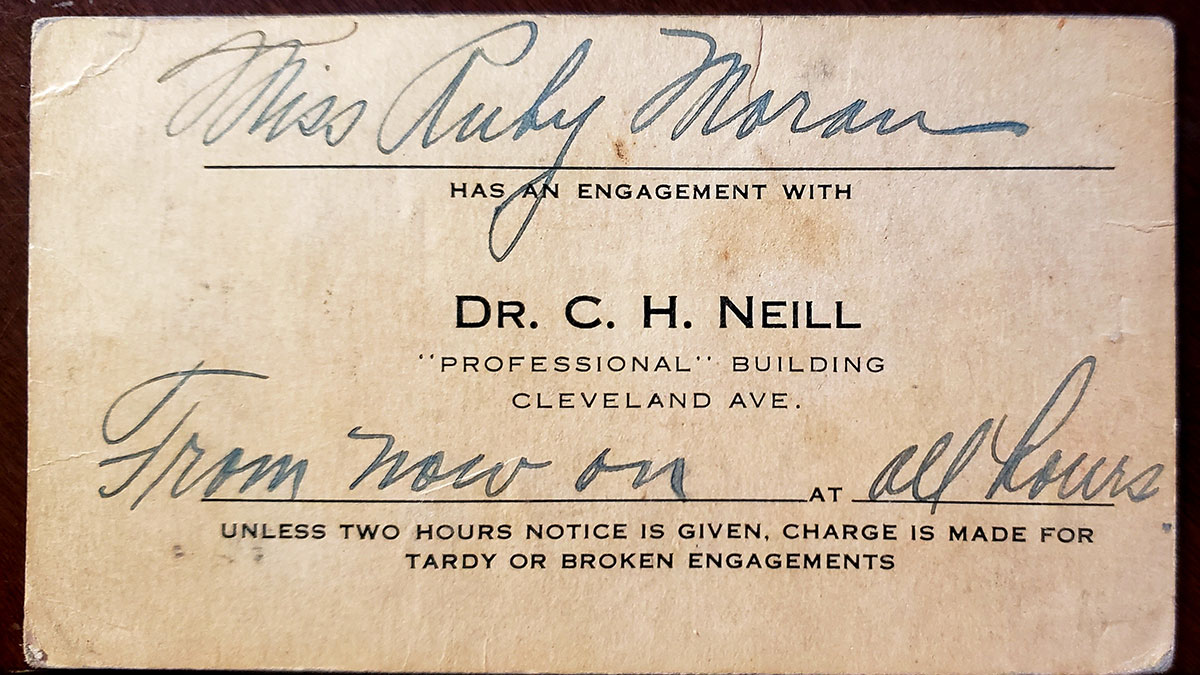 Miss Ruby Moran
HAS AN ENGAGEMENT WITH
DR. C. H. NEILL
"PROFESSIONAL" BUILDING
CLEVELAND AVE.
From now on AT all hours
UNLESS TWO HOURS NOTICE IS GIVEN, CHARGE IS MADE FOR
TARDY OR BROKEN ENGAGEMENTS